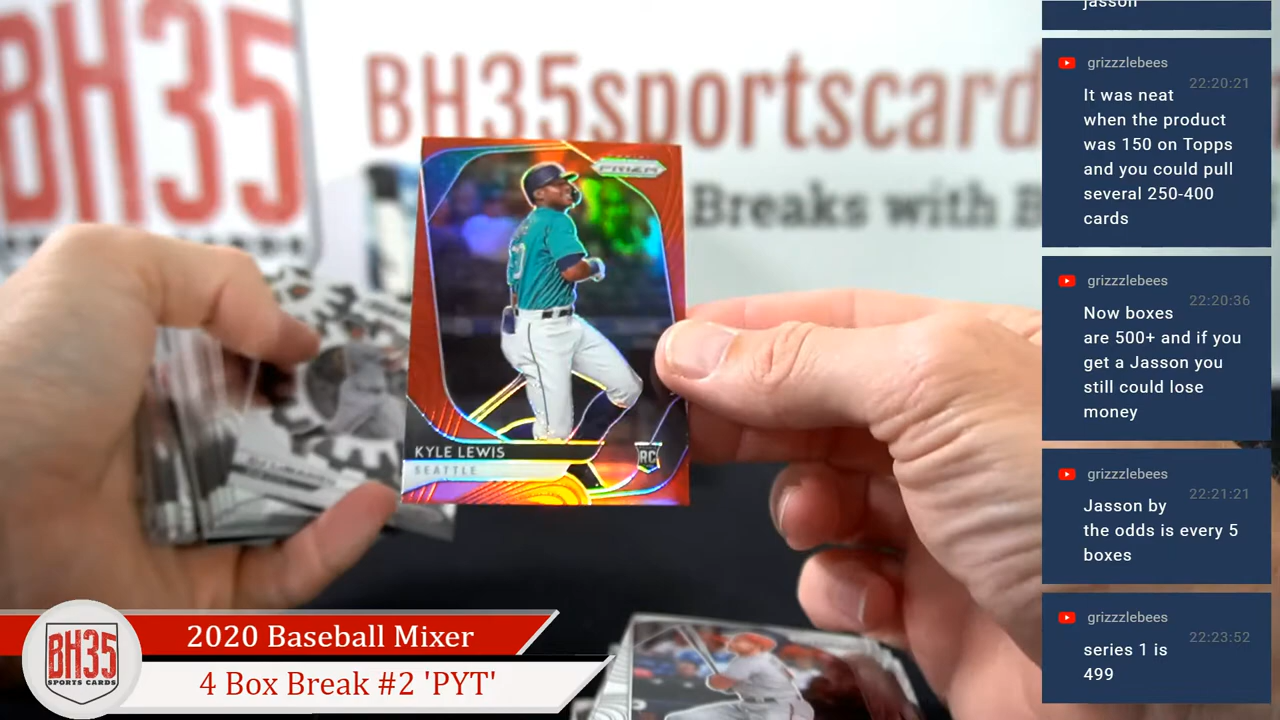 BH35
BH35sportscard
Breaks with B
PRIZM
KYLE LEWIS
SEATTLE
RC
BH35
SPORTS CARDS
2020 Baseball Mixer
4 Box Break #2 'PYT'
jasson
grizzzlebees
22:20:21
It was neat
when the product
was 150 on Topps
and you could pull
several 250-400
cards
grizzzlebees
22:20:36
Now boxes
are 500+ and if you
get a Jasson you
still could lose
money
grizzzlebees
22:21:21
Jasson by
the odds is every 5
boxes
grizzzlebees
22:23:52
series 1 is
499